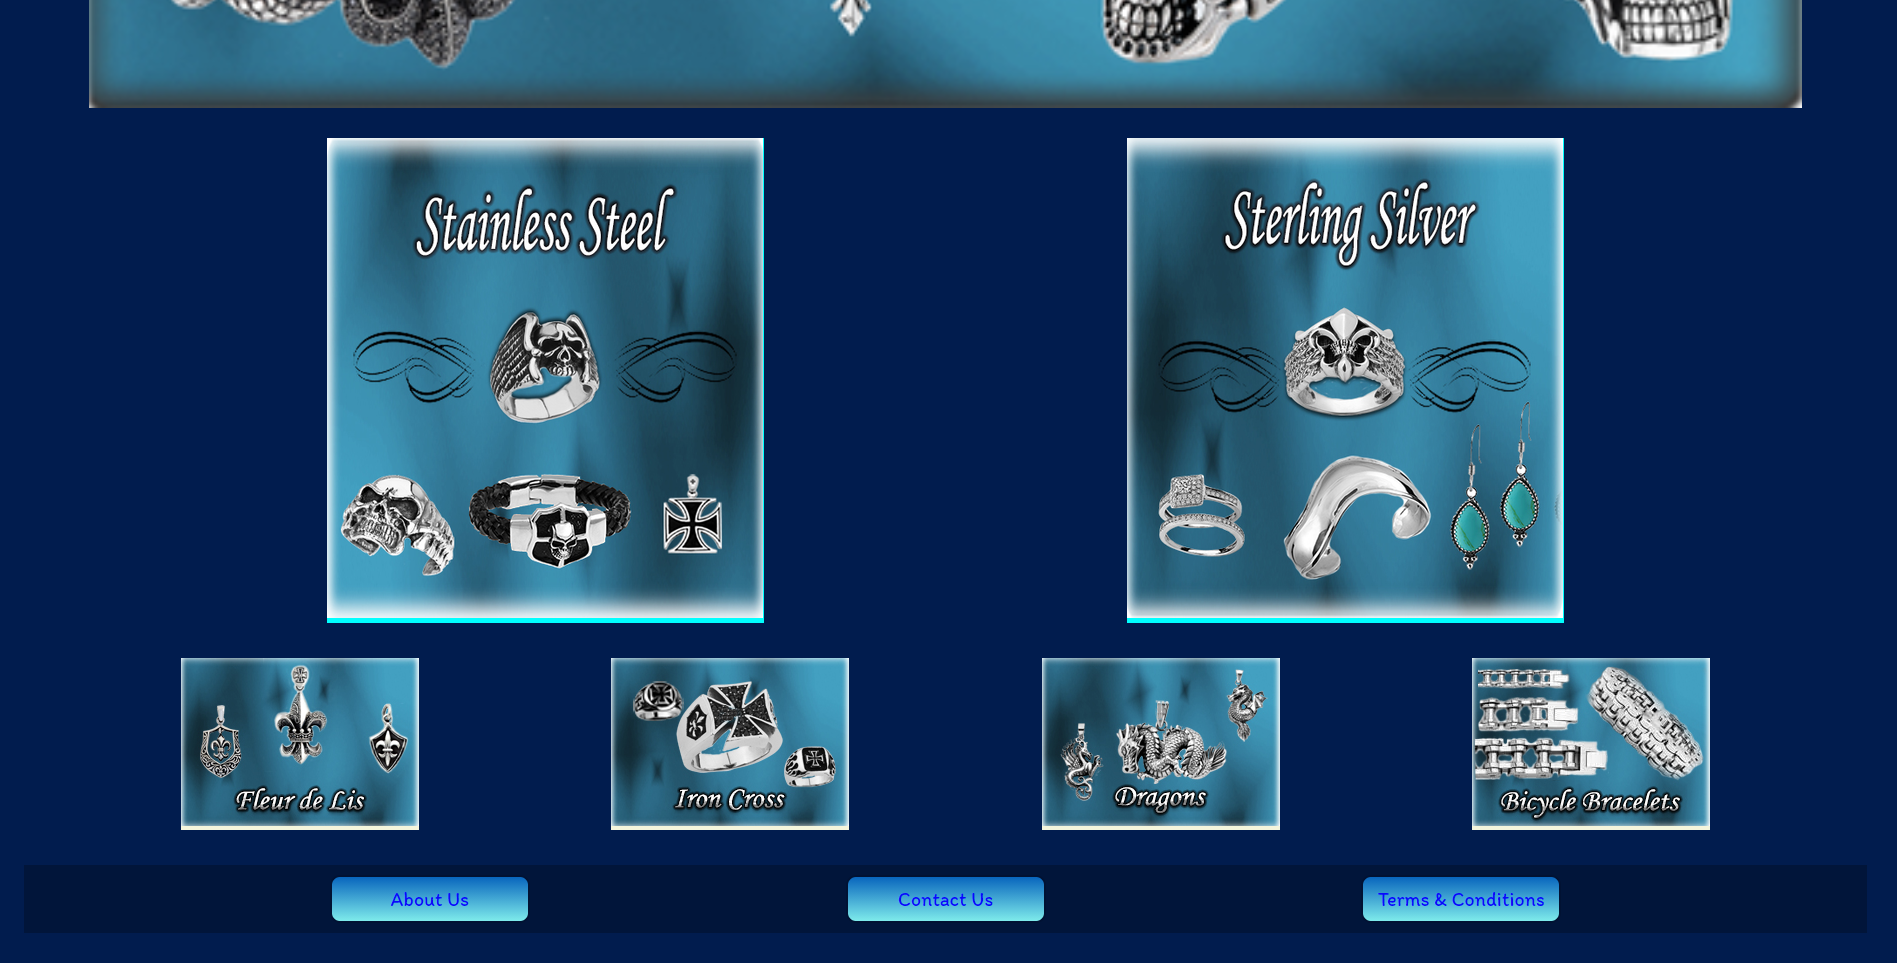 Stainless Steel
Sterling Silver
Fleur de Lis
Iron Cross
Dragons
Bicycle Bracelets
About Us
Contact Us
Terms & Conditions